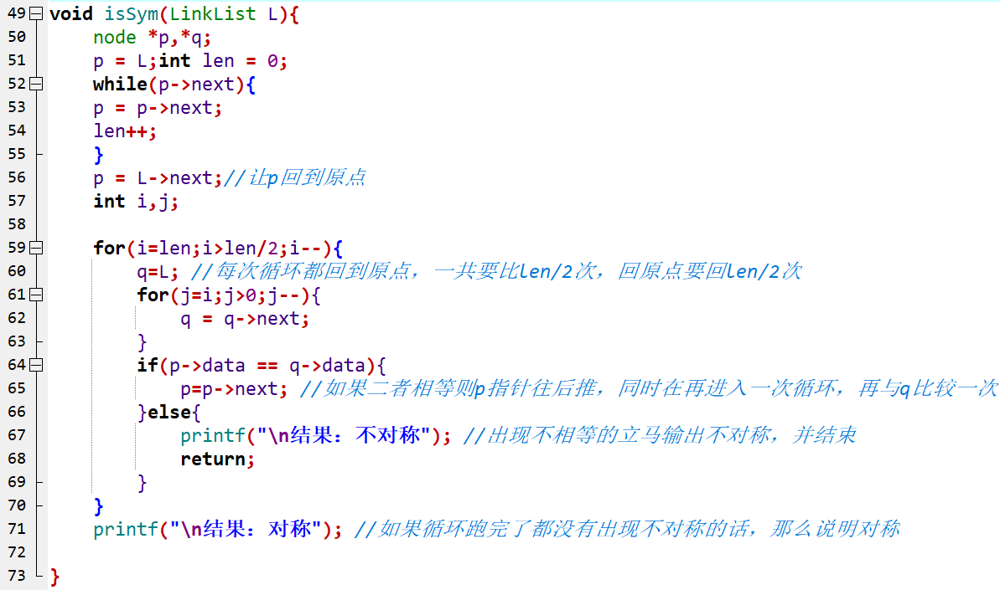 49 void isSym(LinkList L){
50 node *p,*q;
51 p = L;int len = 0;
52 while(p->next){
53 p = p->next;
54 len++;
55 }
56 p = L->next;//让p回到原点
57 int i,j;
58
59 for(i=len;i>len/2;i--){
60 q=L; //每次循环都回到原点，一共要比len/2次，回原点要回len/2次
61 for(j=i;j>0;j--){
62 q = q->next;
63 }
64 if(p->data == q->data){
65 p=p->next; //如果二者相等则p指针往后推，同时在再进入一次循环，再与q比较一次
66 }else{
67 printf("\n结果：不对称"); //出现不相等的立马输出不对称，并结束
68 return;
69 }
70 }
71 printf("\n结果：对称"); //如果循环跑完了都没有出现不对称的话，那么说明对称
72
73 }